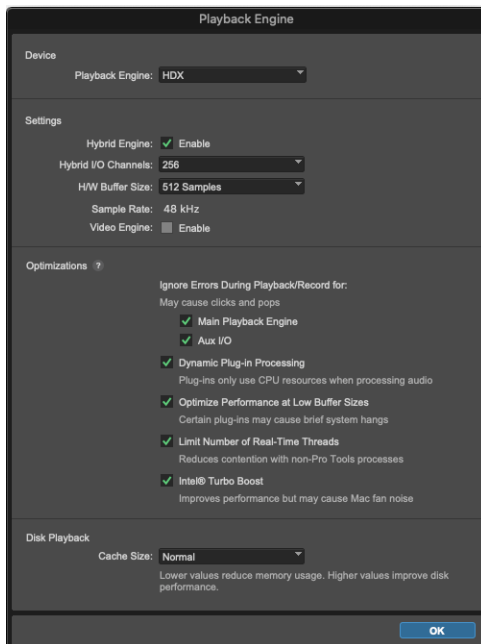 Playback Engine
Device
Playback Engine: HDX
Settings
Hybrid Engine: Enable
Hybrid I/O Channels: 256
H/W Buffer Size: 512 Samples
Sample Rate: 48 kHz
Video Engine: Enable
Optimizations ?
Ignore Errors During Playback/Record for:
May cause clicks and pops
Main Playback Engine
Aux I/O
Dynamic Plug-in Processing
Plug-ins only use CPU resources when processing audio
Optimize Performance at Low Buffer Sizes
Certain plug-ins may cause brief system hangs
Limit Number of Real-Time Threads
Reduces contention with non-Pro Tools processes
Intel® Turbo Boost
Improves performance but may cause Mac fan noise
Disk Playback
Cache Size: Normal
Lower values reduce memory usage. Higher values improve disk
performance.
OK